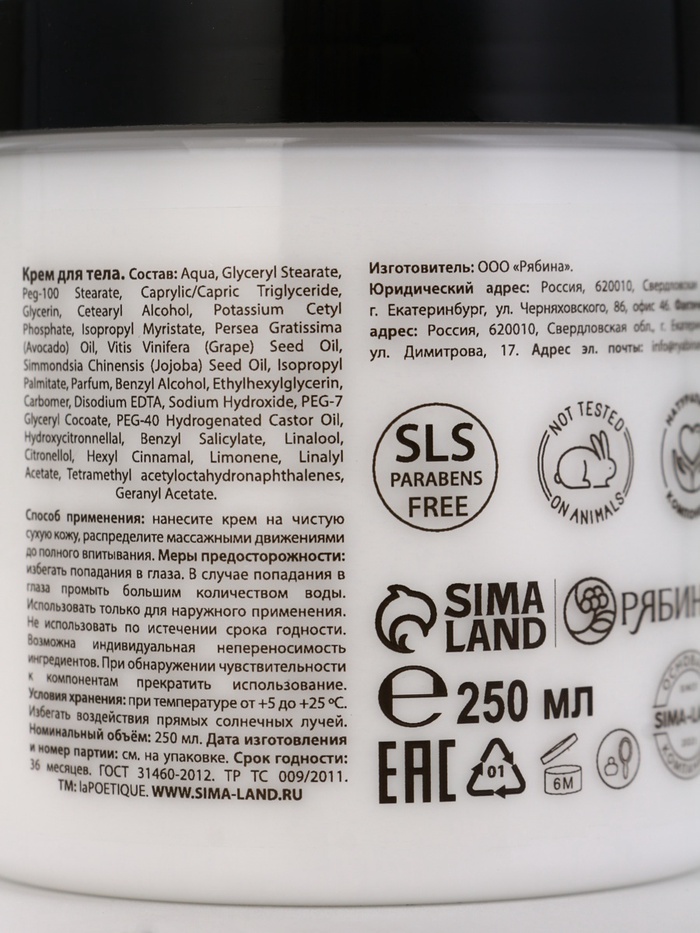 Крем для тела. Состав: Aqua, Glyceryl Stearate,
Peg-100 Stearate, Caprylic/Capric Triglyceride,
Glycerin, Cetearyl Alcohol, Potassium Cetyl
Phosphate, Isopropyl Myristate, Persea Gratissima
(Avocado) Oil, Vitis Vinifera (Grape) Seed Oil,
Simmondsia Chinensis (Jojoba) Seed Oil, Isopropyl
Palmitate, Parfum, Benzyl Alcohol, Ethylhexylglycerin,
Carbomer, Disodium EDTA, Sodium Hydroxide, PEG-7
Glyceryl Cocoate, PEG-40 Hydrogenated Castor Oil,
Hydroxycitronnellal, Benzyl Salicylate, Linalool,
Citronellol, Hexyl Cinnamal, Limonene, Linalyl
Acetate, Tetramethyl acetyloctahydronaphthalenes,
Geranyl Acetate.
Способ применения: нанесите крем на чистую
сухую кожу, распределите массажными движениями
до полного впитывания. Меры предосторожности:
избегать попадания в глаза. В случае попадания в
глаза промыть большим количеством воды.
Использовать только для наружного применения.
Не использовать по истечении срока годности.
Возможна индивидуальная непереносимость
ингредиентов. При обнаружении чувствительности
к компонентам прекратить использование.
Условия хранения: при температуре от +5 до +25 ºС.
Избегать воздействия прямых солнечных лучей.
Номинальный объём: 250 мл. Дата изготовления
и номер партии: см. на упаковке. Срок годности:
36 месяцев. ГОСТ 31460-2012. ТР ТС 009/2011.
ТМ: laPOETIQUE. WWW.SIMA-LAND.RU
Изготовитель: ООО «Рябина».
Юридический адрес: Россия, 620010, Свердловская
г. Екатеринбург, ул. Черняховского, 86, офис 46.
адрес: Россия, 620010, Свердловская обл., г.
ул. Димитрова, 17. Адрес эл. почты:
SLS
PARABENS
FREE
NOT TESTED
ON ANIMALS
SIMA
LAND
РЯБИН
℮ 250 мл
EAC
01
6M
SIMA-LA